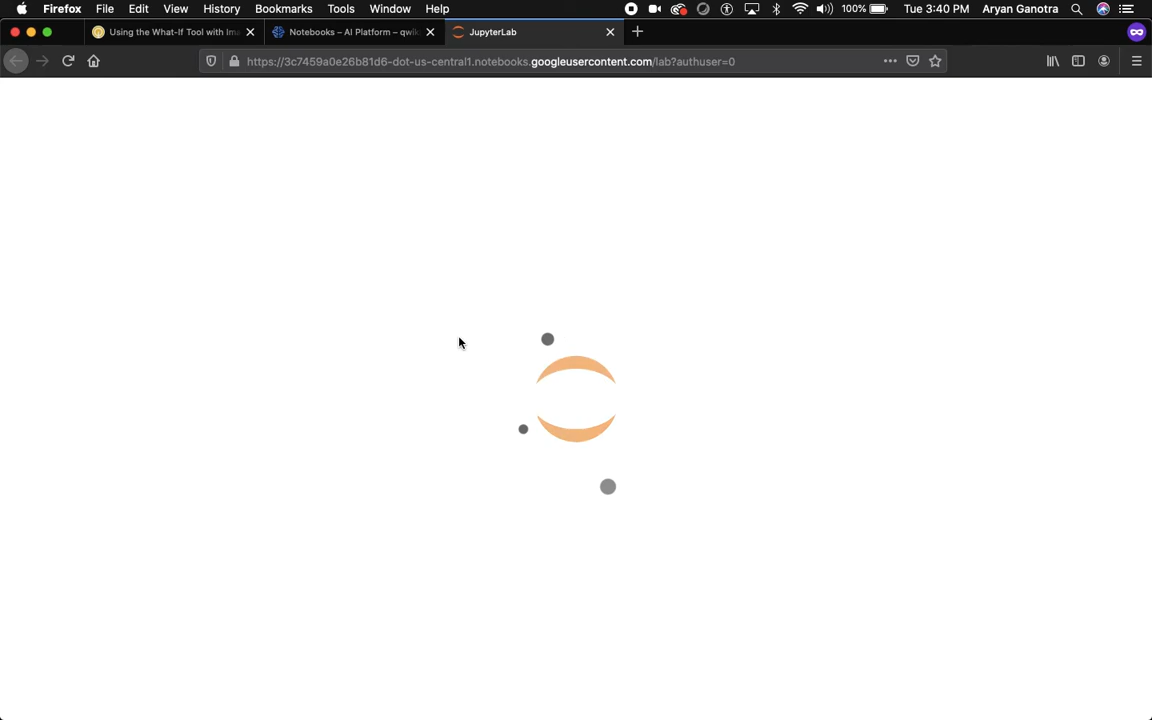 Firefox File Edit View History Bookmarks Tools Window Help 100% Tue 3:40 PM Aryan Ganotra
Using the What-If Tool with Ima Notebooks – AI Platform – qwik JupyterLab
https://3c7459a0e26b81d6-dot-us-central1.notebooks.googleusercontent.com/lab?authuser=0